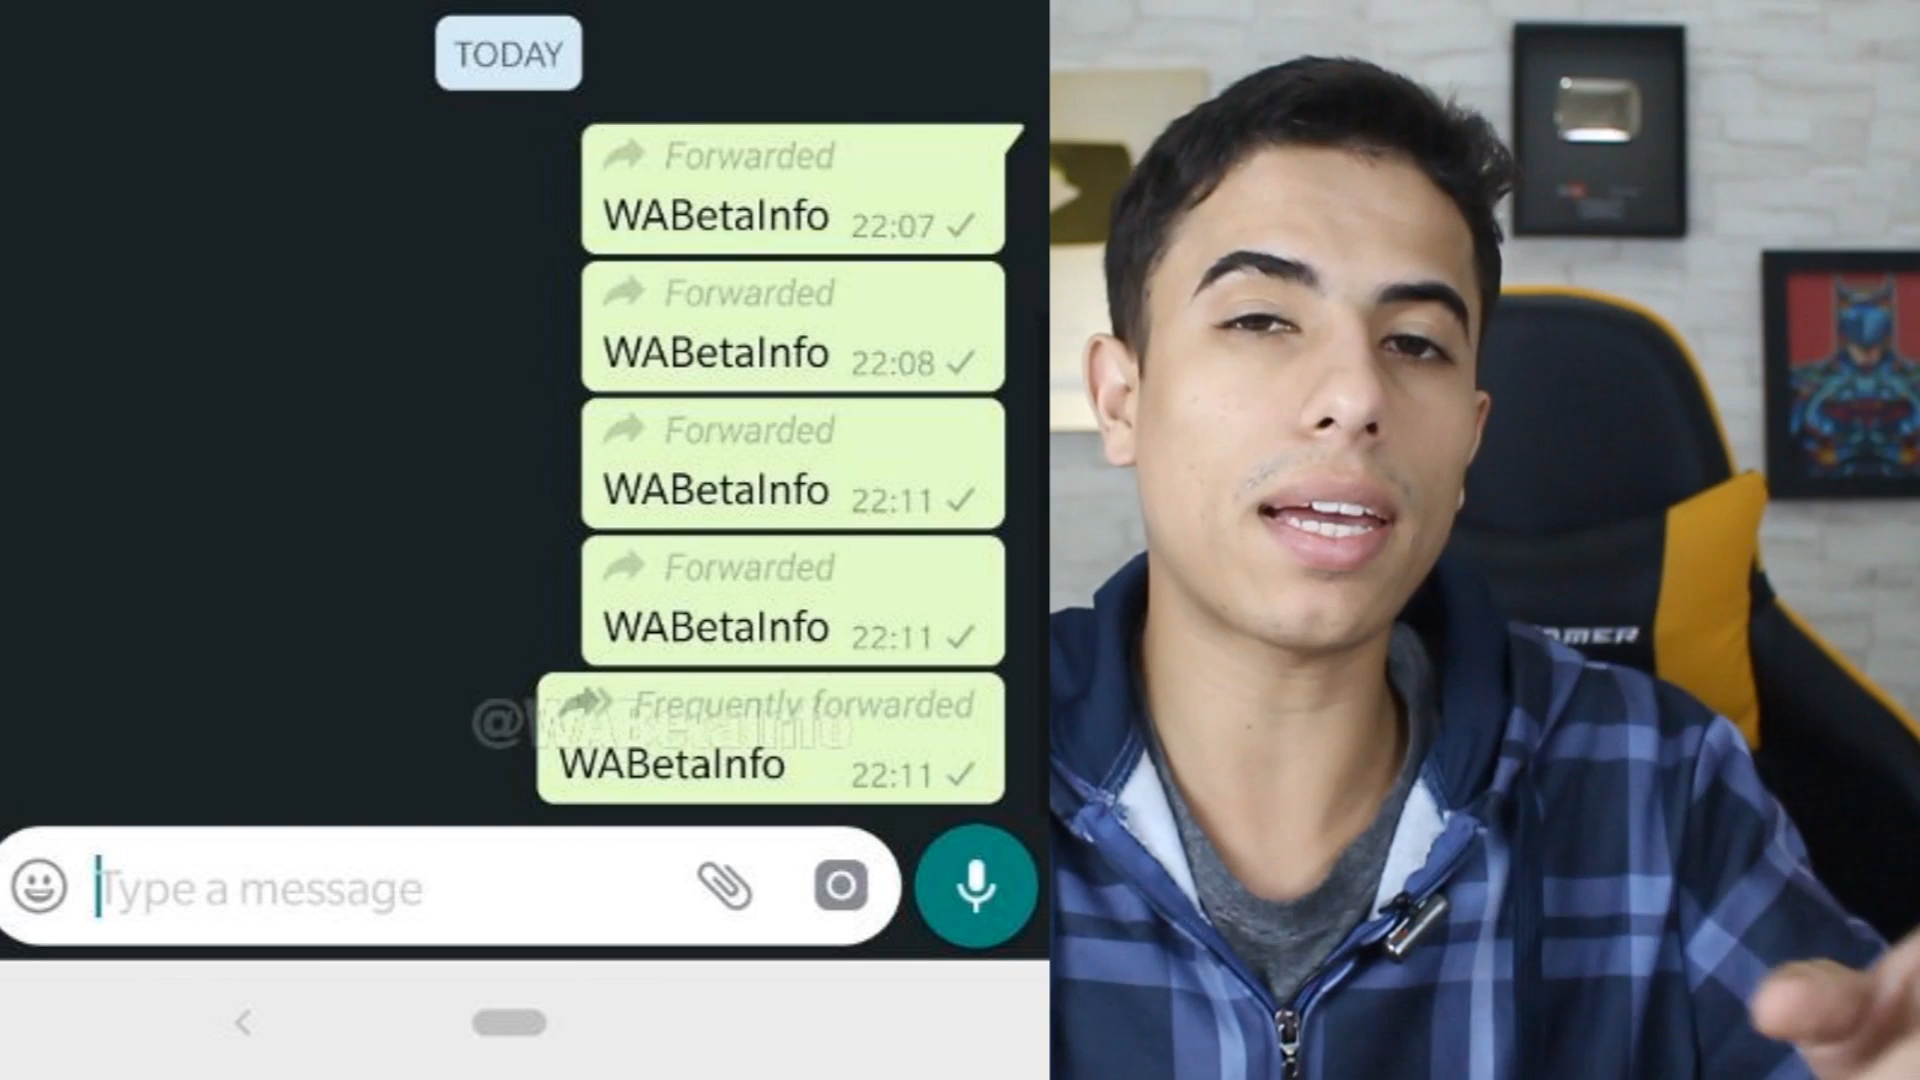 TODAY
Forwarded
WABetaInfo 22:07
Forwarded
WABetaInfo 22:08
Forwarded
WABetaInfo 22:11
Forwarded
WABetaInfo 22:11
Frequently forwarded
@WABetaInfo
WABetaInfo 22:11
Type a message